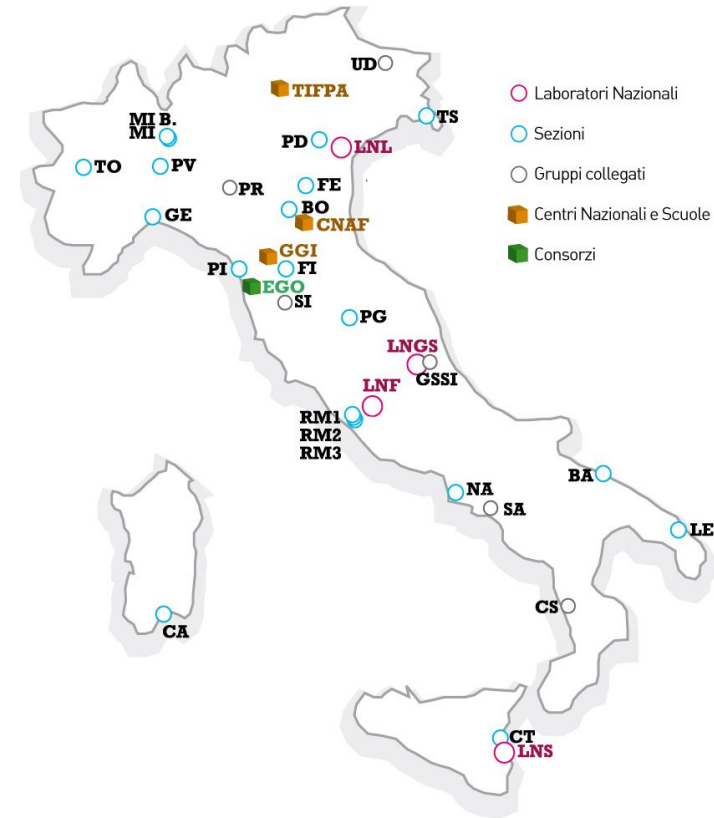 UD
TIFPA
Laboratori Nazionali
MI B.
MI
TS
Sezioni
PD
LNL
TO
PV
Gruppi collegati
PR
FE
BO
GE
CNAF
Centri Nazionali e Scuole
GGI
PI
FI
Consorzi
EGO
SI
PG
LNGS
GSSI
LNF
RM1
RM2
RM3
BA
NA
SA
LE
CS
CA
CT
LNS